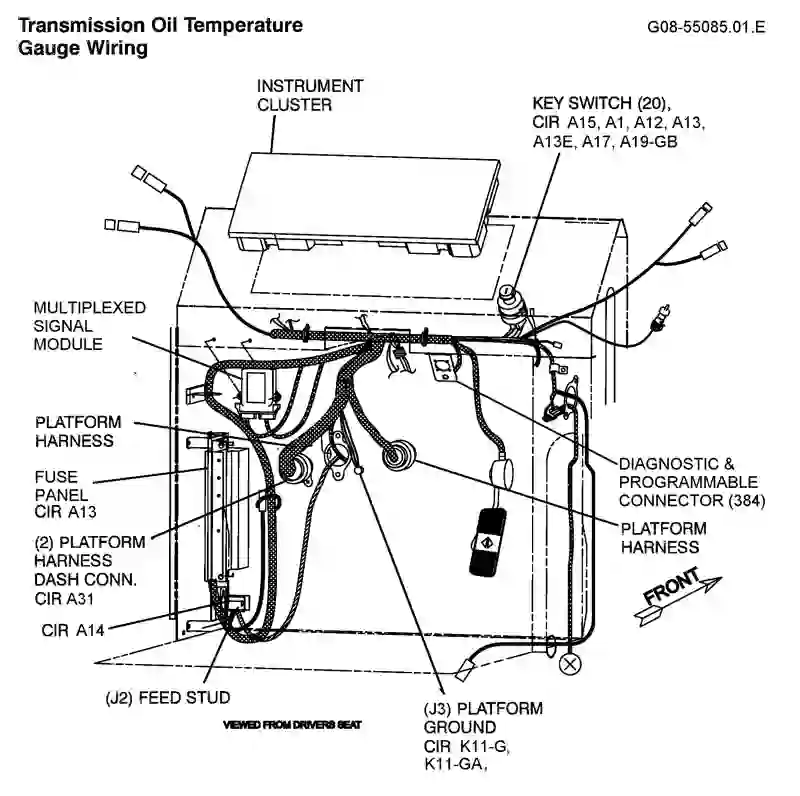 Transmission Oil Temperature
Gauge Wiring
G08-55085.01.E
INSTRUMENT
CLUSTER
KEY SWITCH (20),
CIR A15, A1, A12, A13,
A13E, A17, A19-GB
MULTIPLEXED
SIGNAL
MODULE
PLATFORM
HARNESS
FUSE
PANEL
CIR A13
(2) PLATFORM
HARNESS
DASH CONN.
CIR A31
CIR A14
(J2) FEED STUD
VIEWED FROM DRIVERS SEAT
DIAGNOSTIC &
PROGRAMMABLE
CONNECTOR (384)
PLATFORM
HARNESS
FRONT
(J3) PLATFORM
GROUND
CIR K11-G,
K11-GA,